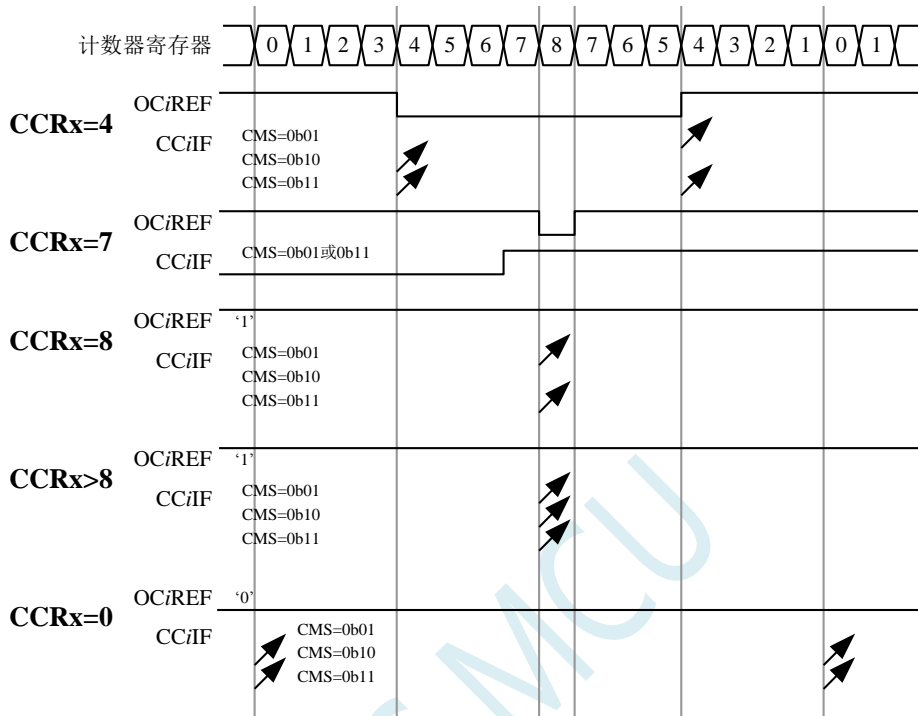 计数器寄存器 0 1 2 3 4 5 6 7 8 7 6 5 4 3 2 1 0 1
CCRx=4
OCiREF
CCiIF
CMS=0b01
CMS=0b10
CMS=0b11
CCRx=7
OCiREF
CCiIF
CMS=0b01或0b11
CCRx=8
OCiREF
‘1’
CCiIF
CMS=0b01
CMS=0b10
CMS=0b11
CCRx>8
OCiREF
‘1’
CCiIF
CMS=0b01
CMS=0b10
CMS=0b11
CCRx=0
OCiREF
‘0’
CCiIF
CMS=0b01
CMS=0b10
CMS=0b11
MCU